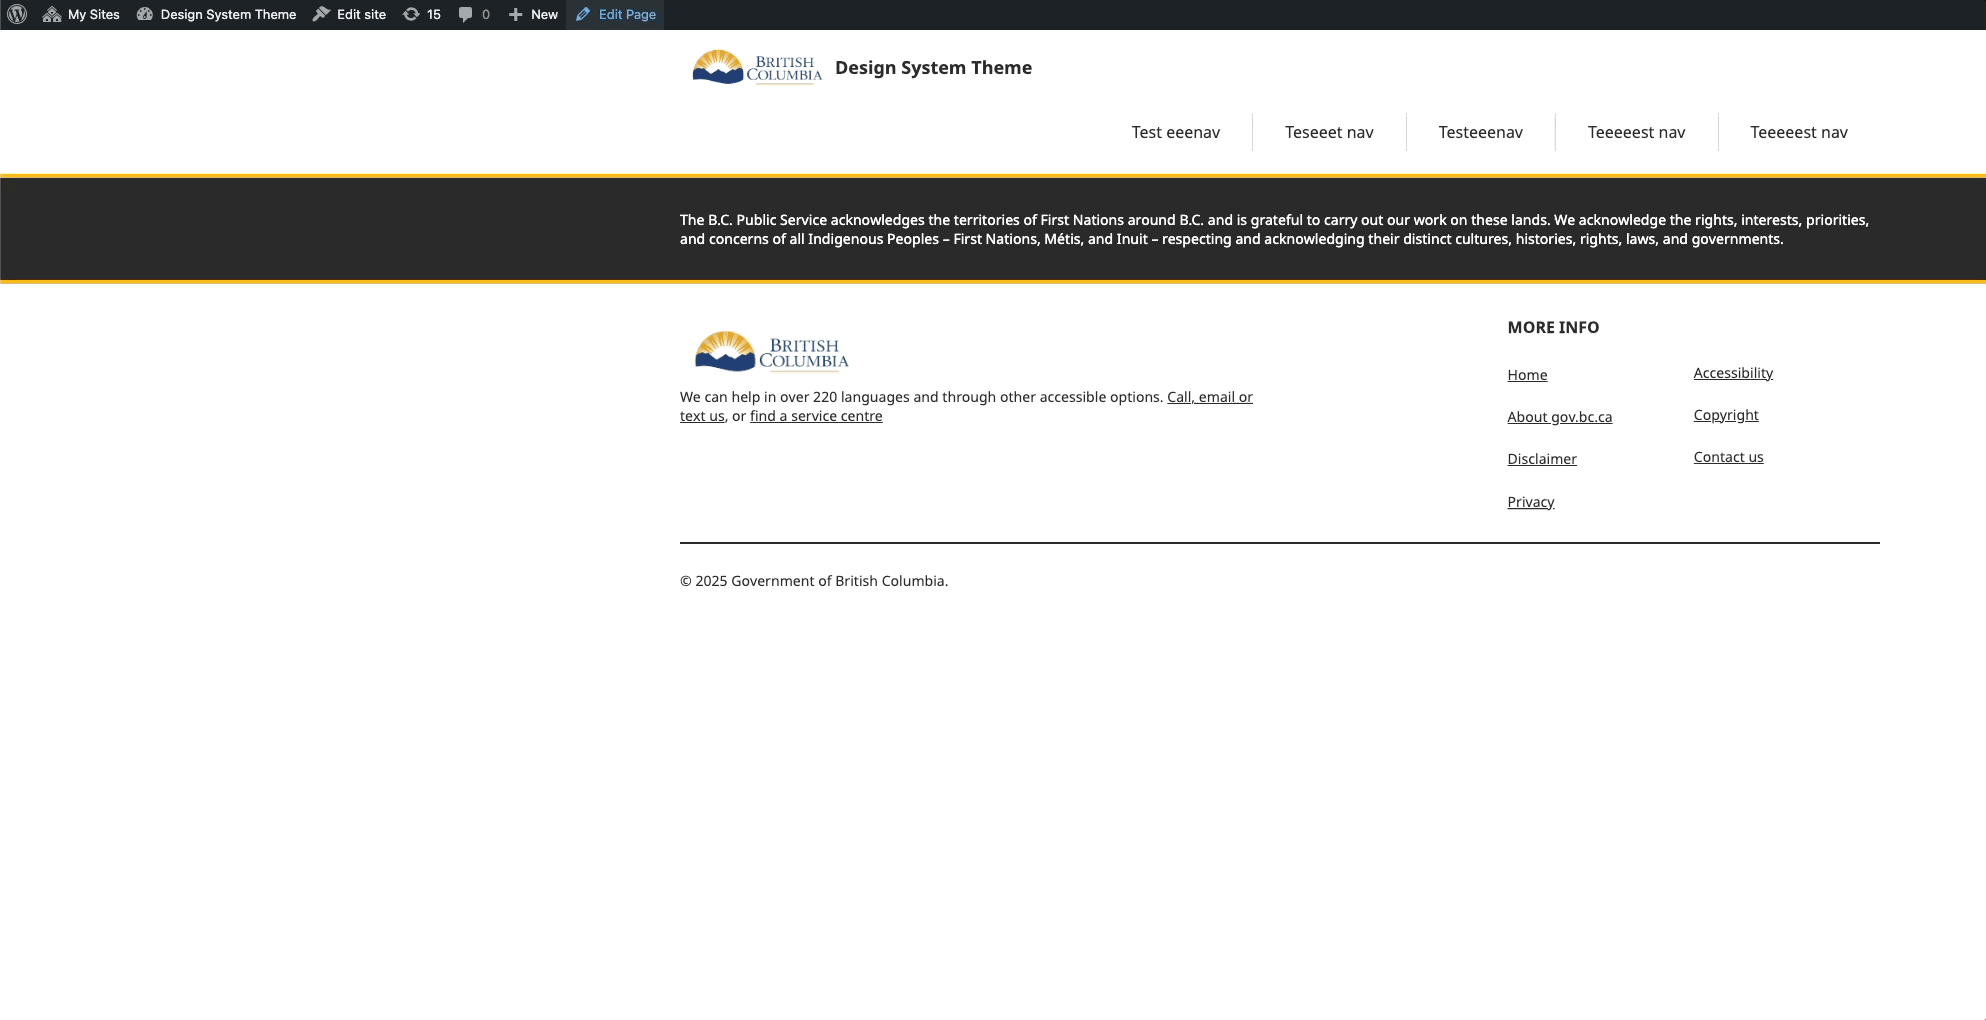 My Sites Design System Theme Edit site 15 0 New Edit Page
BRITISH
COLUMBIA
Design System Theme
Test eeenav Teseeet nav Testeeenav Teeeeest nav Teeeeest nav
The B.C. Public Service acknowledges the territories of First Nations around B.C. and is grateful to carry out our work on these lands. We acknowledge the rights, interests, priorities,
and concerns of all Indigenous Peoples – First Nations, Métis, and Inuit – respecting and acknowledging their distinct cultures, histories, rights, laws, and governments.
BRITISH
COLUMBIA
We can help in over 220 languages and through other accessible options. Call, email or
text us, or find a service centre
MORE INFO
Home
About gov.bc.ca
Disclaimer
Privacy
Accessibility
Copyright
Contact us
© 2025 Government of British Columbia.